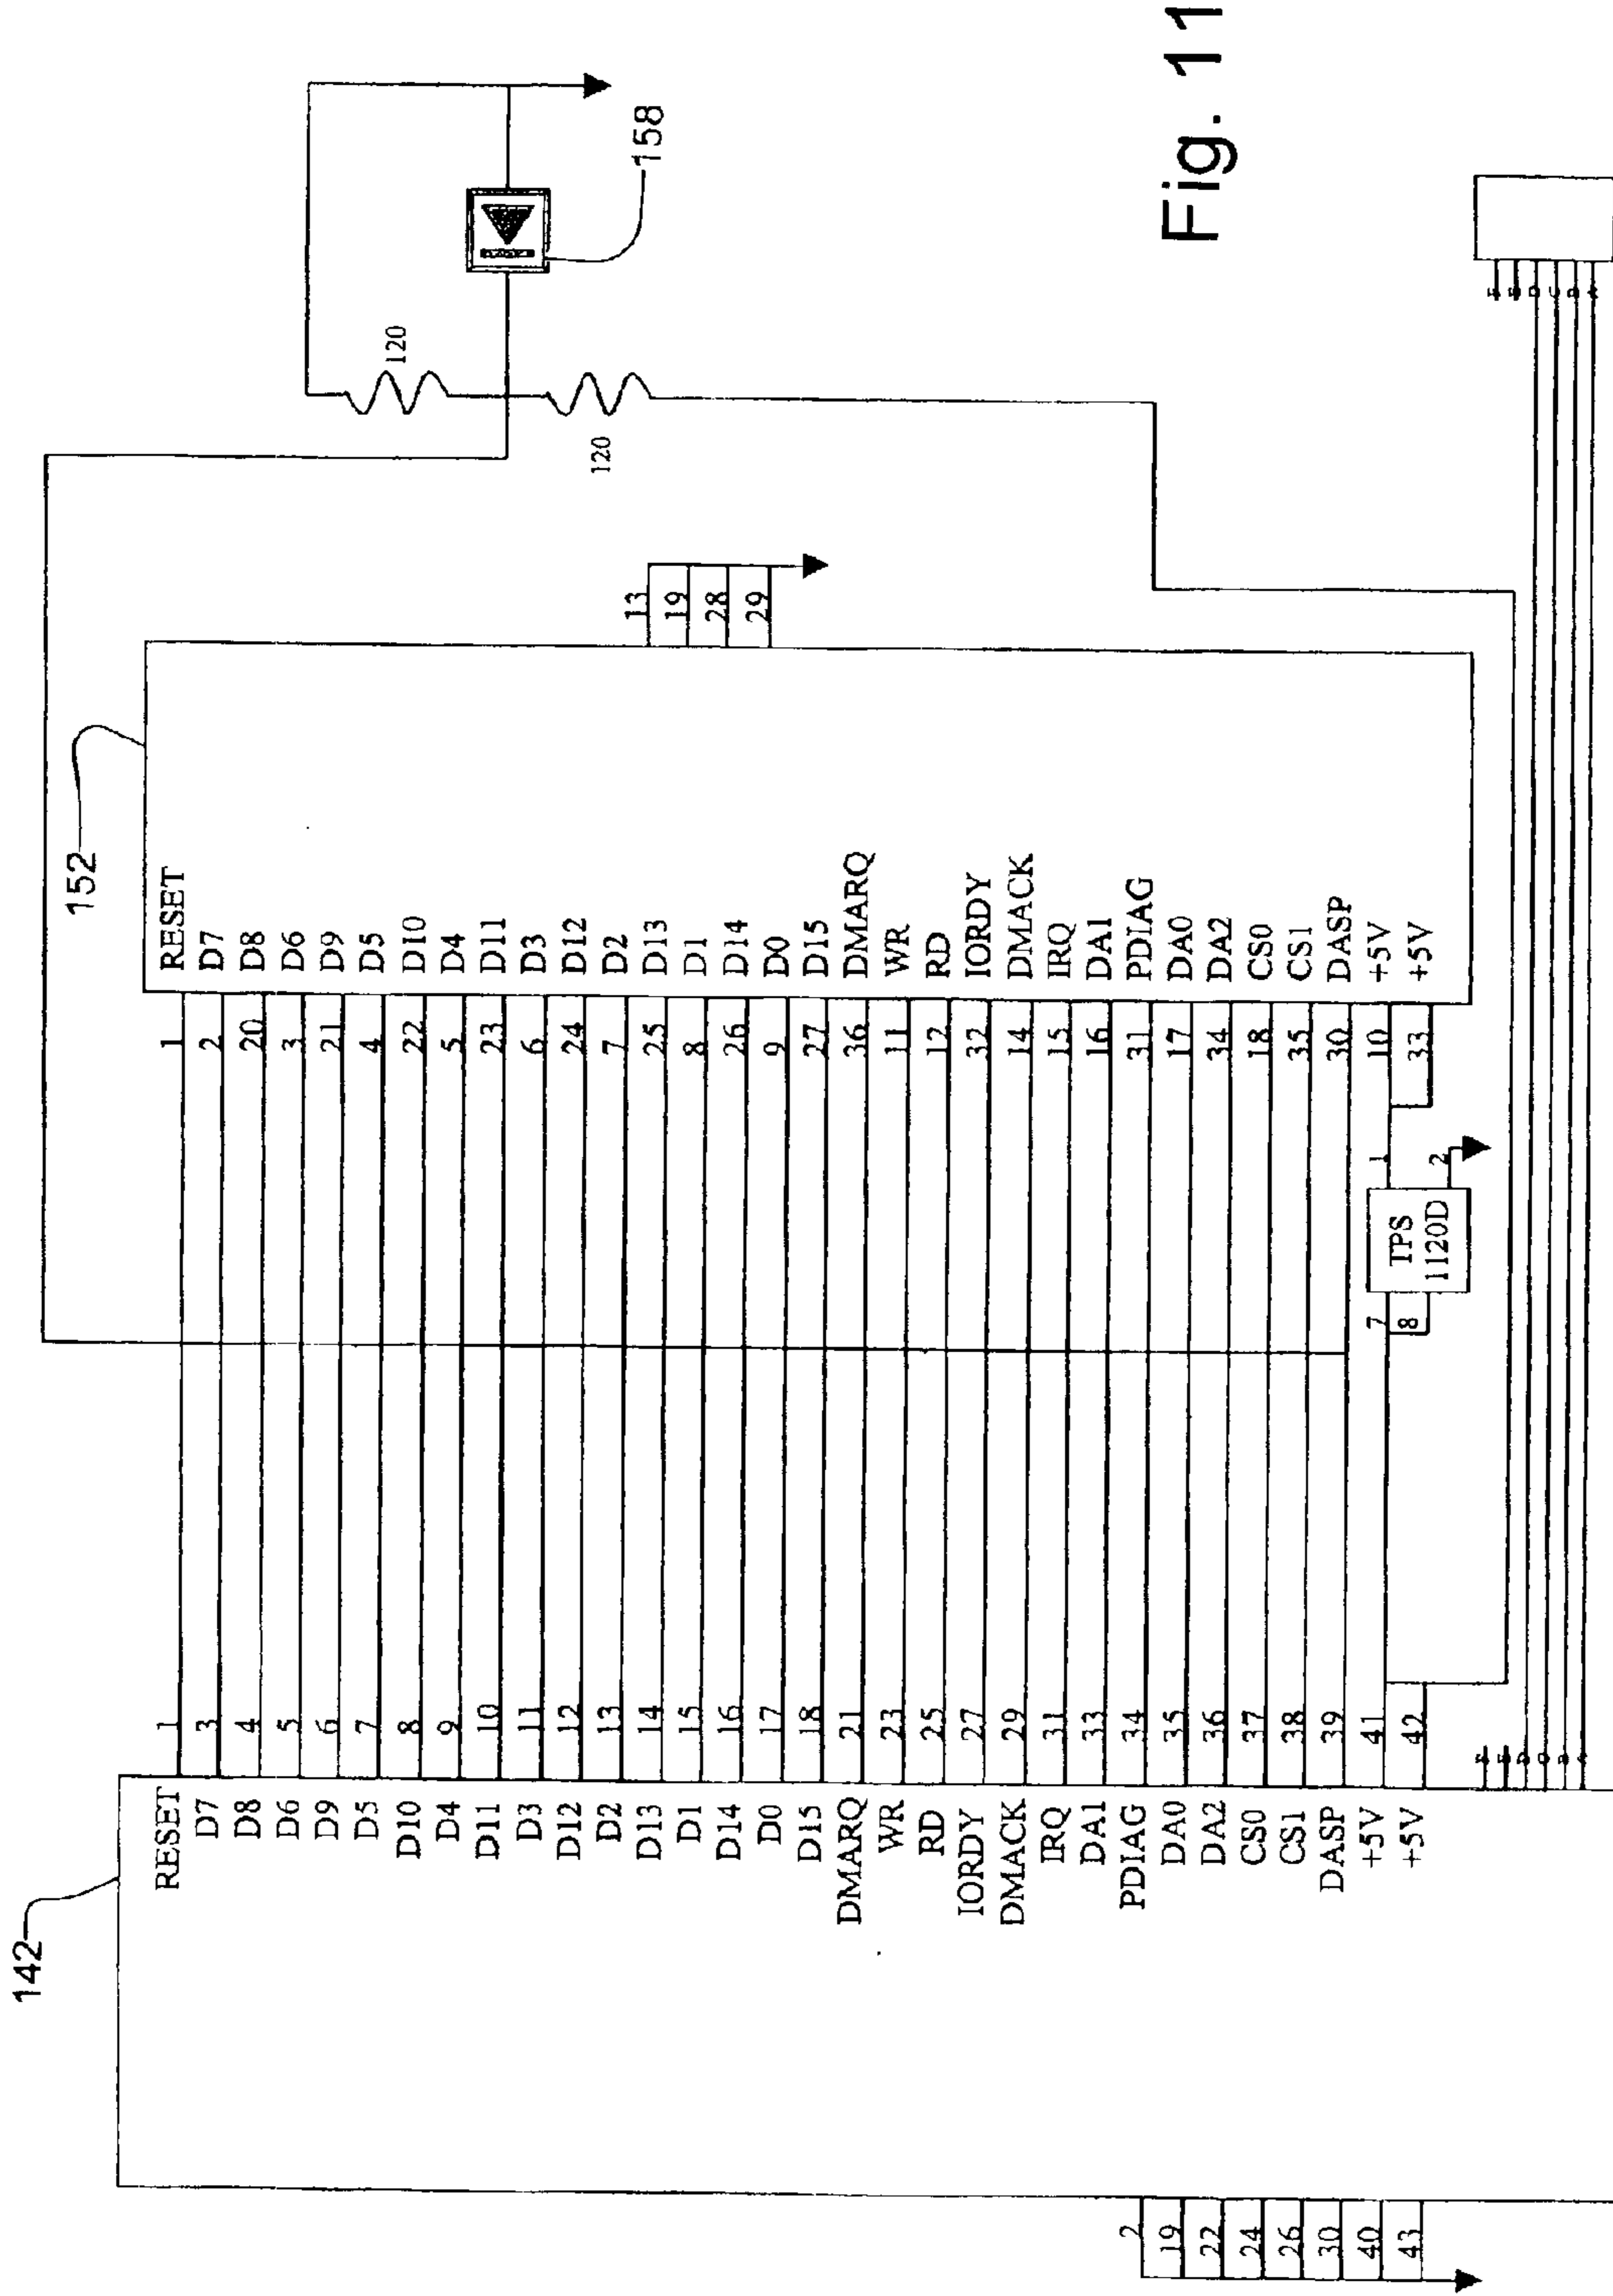 142
152
158
120
120
RESET 1 1 RESET
D7 3 2 D7
D8 4 20 D8
D6 5 3 D6
D9 6 21 D9
D5 7 4 D5
D10 8 22 D10
D4 9 5 D4
D11 10 23 D11
D3 11 6 D3
D12 12 24 D12
D2 13 7 D2
D13 14 25 D13
D1 15 8 D1
D14 16 26 D14
D0 17 9 D0
D15 18 27 D15
DMARQ 21 36 DMARQ
WR 23 11 WR
RD 25 12 RD
IORDY 27 32 IORDY
DMACK 29 14 DMACK
IRQ 31 15 IRQ
DA1 33 16 DA1
PDIAG 34 31 PDIAG
DA0 35 17 DA0
DA2 36 34 DA2
CS0 37 18 CS0
CS1 38 35 CS1
DASP 39 30 DASP
+5V 41 10 +5V
+5V 42 33 +5V
13
19
28
29
7
8
TPS
1120D
1
2
2
19
22
24
26
30
40
43
Fig. 11